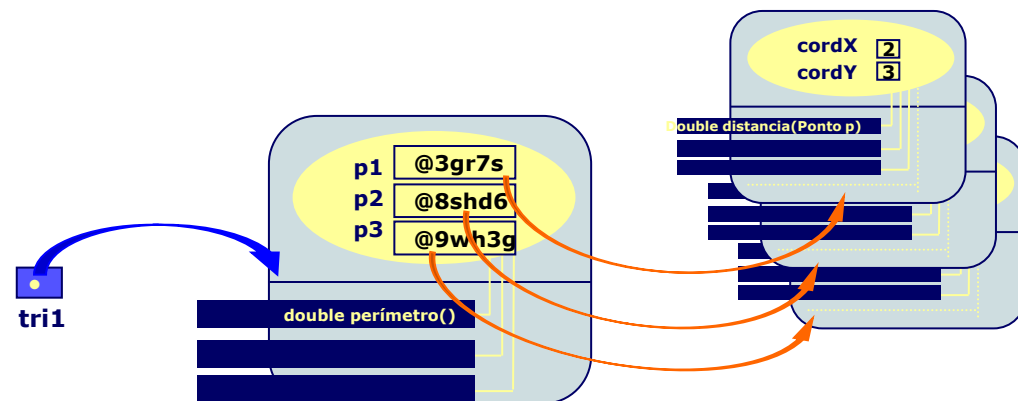 tri1
p1 @3gr7s
p2 @8shd6
p3 @9wh3g
double perímetro()
cordX 2
cordY 3
Double distancia(Ponto p)